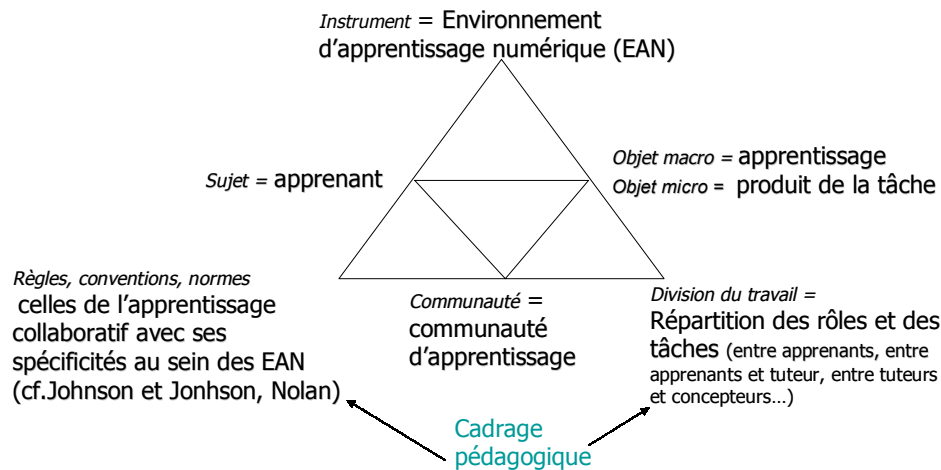 Instrument = Environnement
d'apprentissage numérique (EAN)
Sujet = apprenant
Objet macro = apprentissage
Objet micro = produit de la tâche
Règles, conventions, normes
celles de l'apprentissage
collaboratif avec ses
spécificités au sein des EAN
(cf.Johnson et Jonhson, Nolan)
Communauté =
communauté
d'apprentissage
Division du travail =
Répartition des rôles et des
tâches (entre apprenants, entre
apprenants et tuteur, entre tuteurs
et concepteurs...)
Cadrage
pédagogique